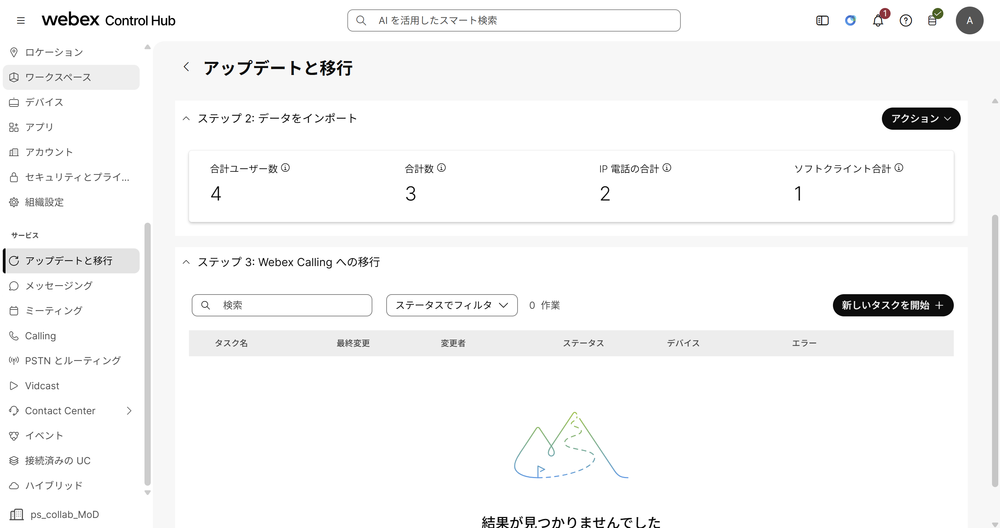 webex Control Hub
AI を活用したスマート検索
1
A
ロケーション
ワークスペース
デバイス
アプリ
アカウント
セキュリティとプライ...
組織設定
サービス
アップデートと移行
メッセージング
ミーティング
Calling
PSTN とルーティング
Vidcast
Contact Center
イベント
接続済みの UC
ハイブリッド
ps_collab_MoD
アップデートと移行
ステップ 2: データをインポート
アクション
合計ユーザー数
合計数
IP 電話の合計
ソフトクライント合計
4
3
2
1
ステップ 3: Webex Calling への移行
検索
ステータスでフィルタ
0 作業
新しいタスクを開始
タスク名
最終変更
変更者
ステータス
デバイス
エラー
結果が見つかりませんでした